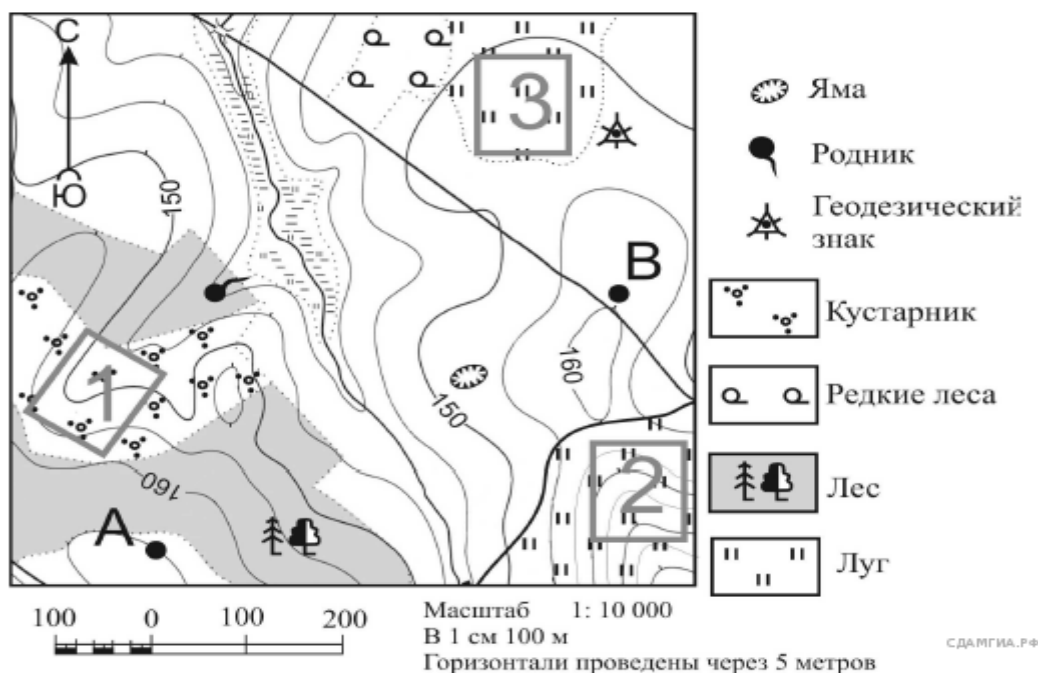 С
Ю
150
3
B
1
160
150
160
2
A
Яма
Родник
Геодезический
знак
Кустарник
Редкие леса
Лес
Луг
100 0 100 200
Масштаб 1: 10 000
В 1 см 100 м
Горизонтали проведены через 5 метров
СДАМГИА.РФ